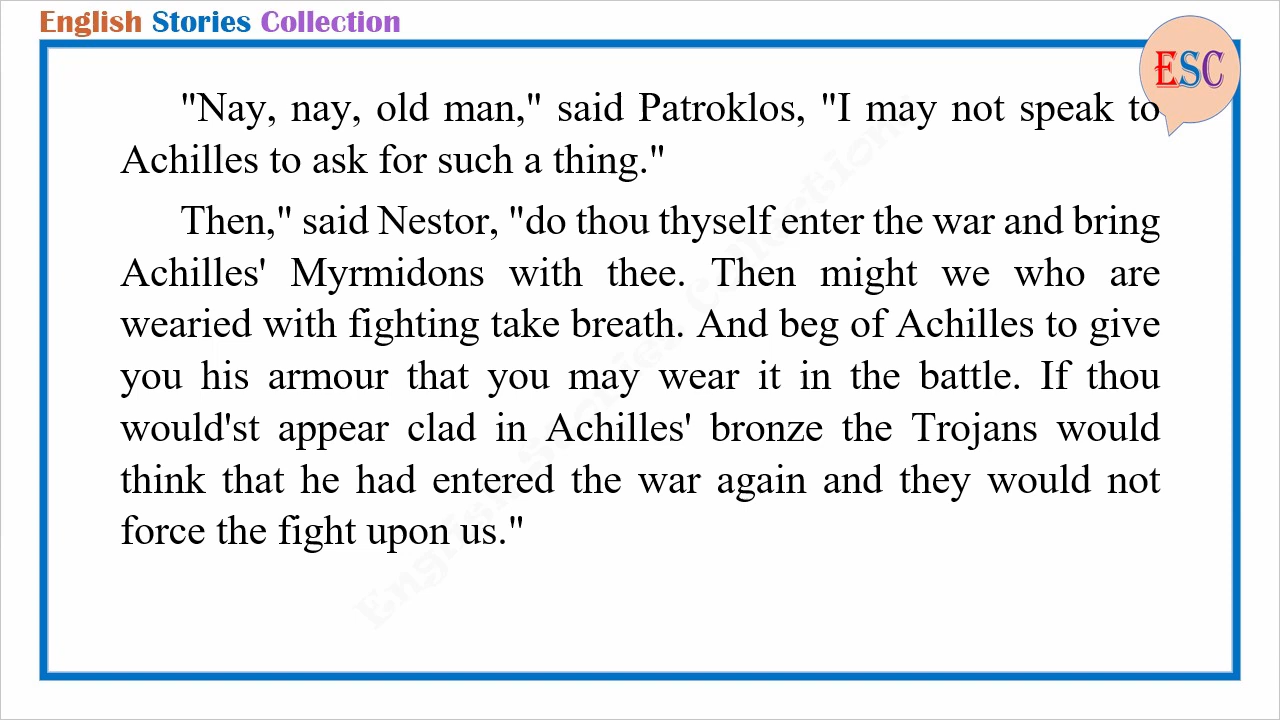 English Stories Collection
ESC
"Nay, nay, old man," said Patroklos, "I may not speak to
Achilles to ask for such a thing."
Then," said Nestor, "do thou thyself enter the war and bring
Achilles' Myrmidons with thee. Then might we who are
wearied with fighting take breath. And beg of Achilles to give
you his armour that you may wear it in the battle. If thou
would'st appear clad in Achilles' bronze the Trojans would
think that he had entered the war again and they would not
force the fight upon us."
English Stories Collection